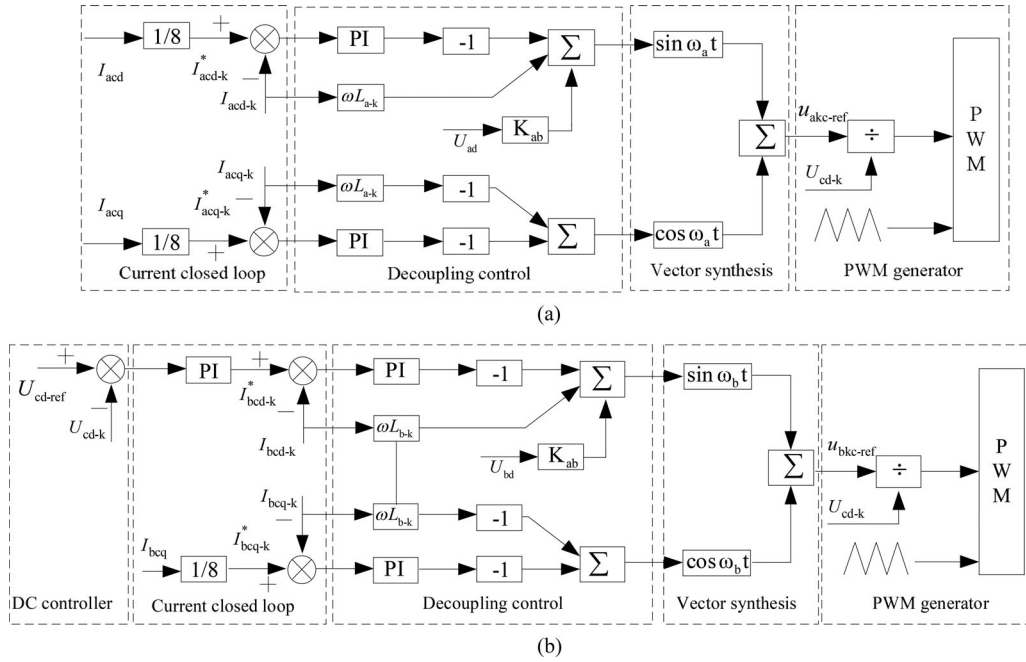 1/8
+
PI
-1
Σ
sin ω_a t
P
W
M
I_acd
I*_acd-k
−
I_acd-k
ωL_a-k
U_ad
K_ab
Σ
u_akc-ref
÷
U_cd-k
I_acq-k
−
ωL_a-k
-1
I_acq
I*_acq-k
1/8
+
PI
-1
Σ
cos ω_a t
Current closed loop
Decoupling control
Vector synthesis
PWM generator
(a)
+
U_cd-ref
−
U_cd-k
PI
+
I*_bcd-k
−
I_bcd-k
PI
-1
Σ
sin ω_b t
P
W
M
ωL_b-k
U_bd
K_ab
Σ
u_bkc-ref
÷
U_cd-k
I_bcq-k
−
ωL_b-k
-1
I_bcq
I*_bcq-k
1/8
+
PI
-1
Σ
cos ω_b t
DC controller
Current closed loop
Decoupling control
Vector synthesis
PWM generator
(b)